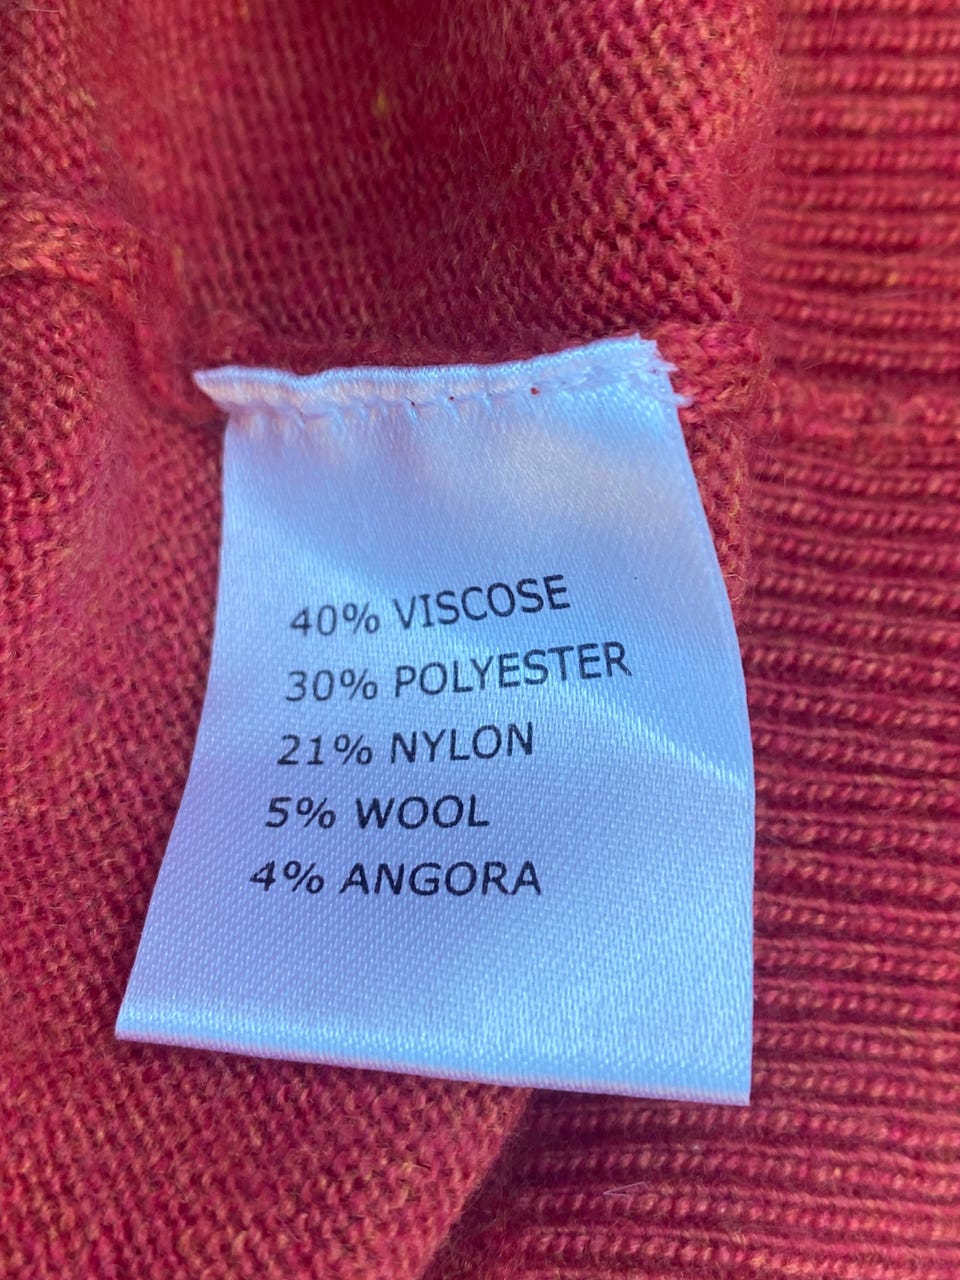 40% VISCOSE
30% POLYESTER
21% NYLON
5% WOOL
4% ANGORA